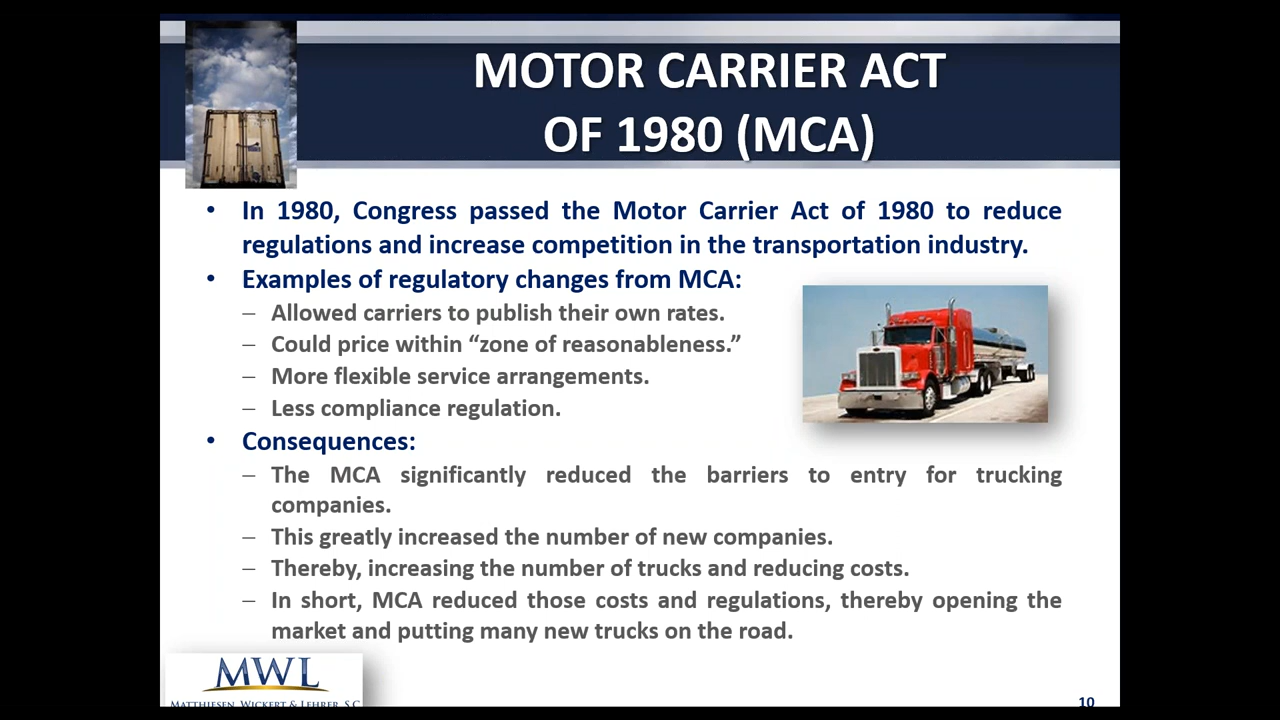 MOTOR CARRIER ACT
OF 1980 (MCA)
• In 1980, Congress passed the Motor Carrier Act of 1980 to reduce
regulations and increase competition in the transportation industry.
• Examples of regulatory changes from MCA:
– Allowed carriers to publish their own rates.
– Could price within “zone of reasonableness.”
– More flexible service arrangements.
– Less compliance regulation.
• Consequences:
– The MCA significantly reduced the barriers to entry for trucking
companies.
– This greatly increased the number of new companies.
– Thereby, increasing the number of trucks and reducing costs.
– In short, MCA reduced those costs and regulations, thereby opening the
market and putting many new trucks on the road.
MWL
MATTHIESEN, WICKERT & LEHRER, S.C.
10